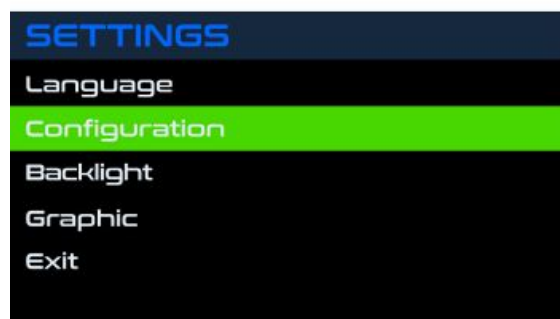 SETTINGS
Language
Configuration
Backlight
Graphic
Exit